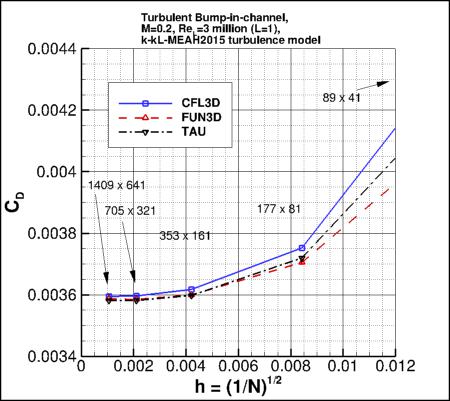 Turbulent Bump-in-channel,
M=0.2, Re_L=3 million (L=1),
k-kL-MEAH2015 turbulence model
0.0044
0.0042
0.004
0.0038
0.0036
0.0034
C_D
CFL3D
FUN3D
TAU
89 x 41
1409 x 641
705 x 321
353 x 161
177 x 81
0
0.002
0.004
0.006
0.008
0.01
0.012
h = (1/N)^1/2